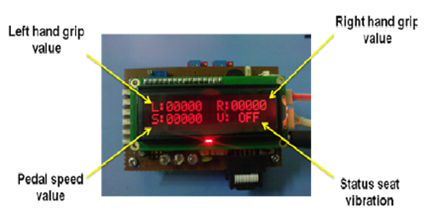 Left hand grip
value
Right hand grip
value
L:00000 R:00000
S:00000 V: OFF
Pedal speed
value
Status seat
vibration